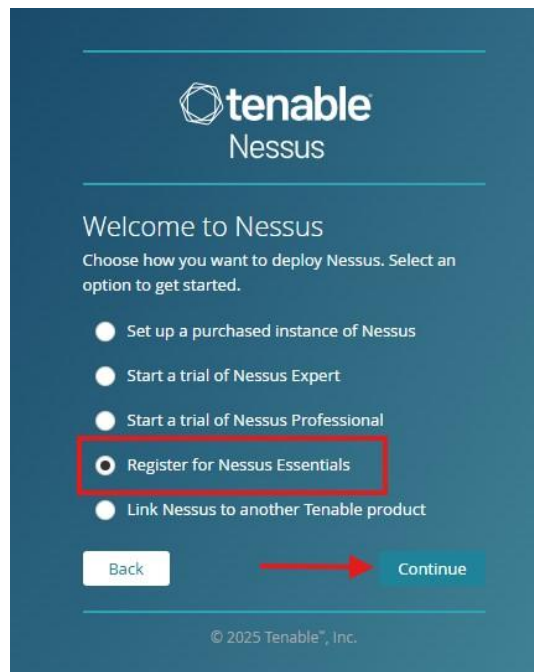 tenable
Nessus
Welcome to Nessus
Choose how you want to deploy Nessus. Select an
option to get started.
Set up a purchased instance of Nessus
Start a trial of Nessus Expert
Start a trial of Nessus Professional
Register for Nessus Essentials
Link Nessus to another Tenable product
Back
Continue
© 2025 Tenable™, Inc.